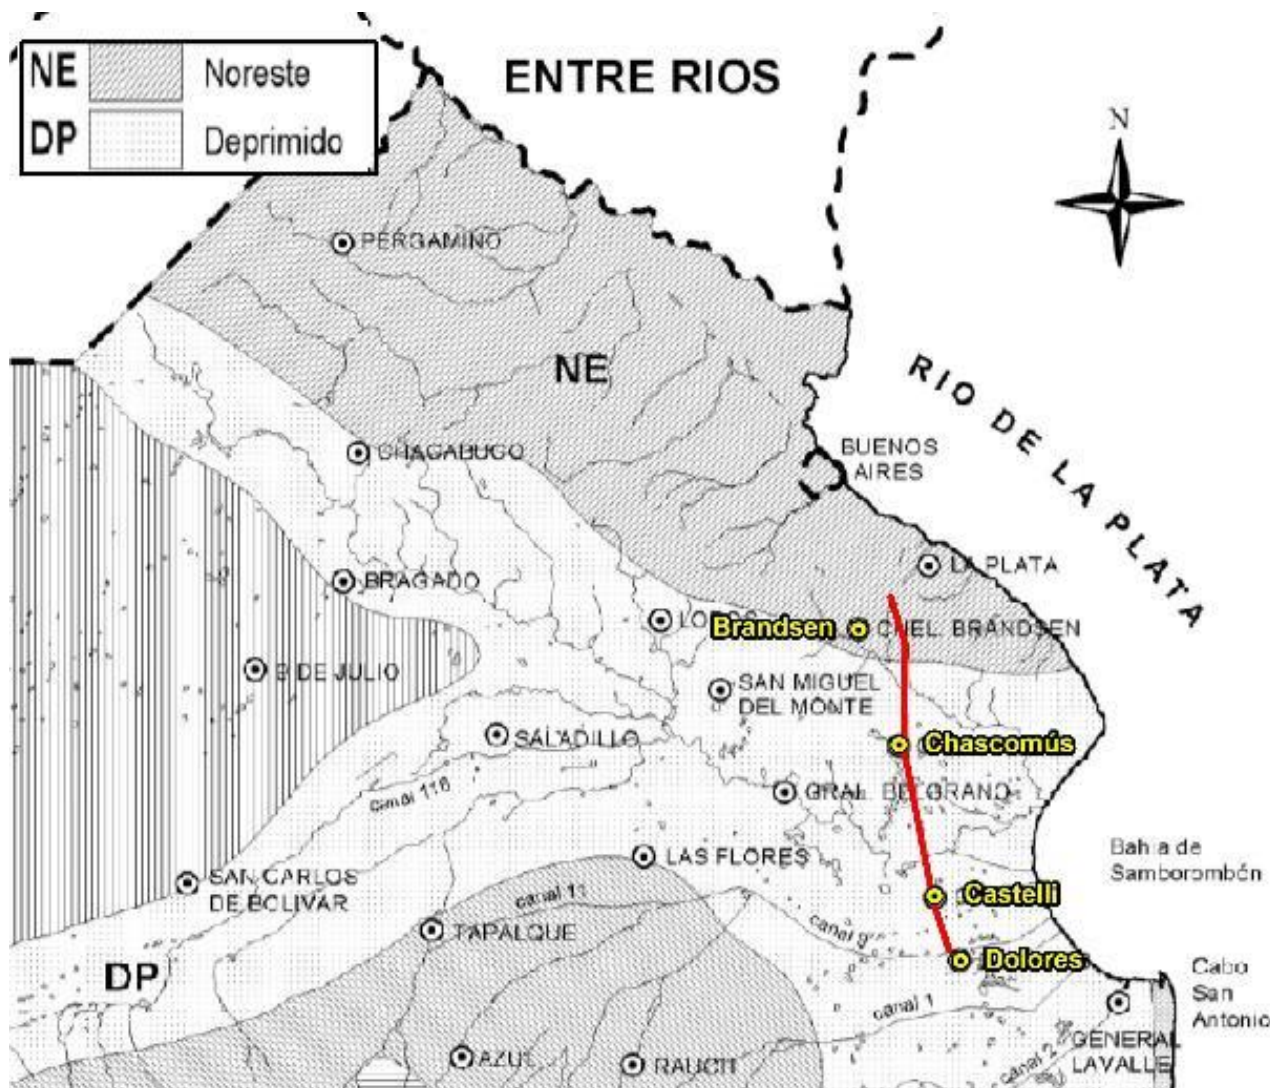 NE Noreste
DP Deprimido
ENTRE RIOS
N
PERGAMINO
NE
RIO DE LA PLATA
CHACABUCO
BUENOS
AIRES
LA PLATA
BRAGADO
Brandsen
CNEL. BRANDSEN
9 DE JULIO
SAN MIGUEL
DEL MONTE
SALADILLO
Chascomús
canal 116
GRAL. BELGRANO
LAS FLORES
Bahia de
Samborombón
SAN CARLOS
DE BOLIVAR
canal 11
Castelli
TAPALQUE
canal 9
Dolores
DP
Cabo
San
Antonio
canal 1
GENERAL
LAVALLE
canal 2
AZUL
RAUCH